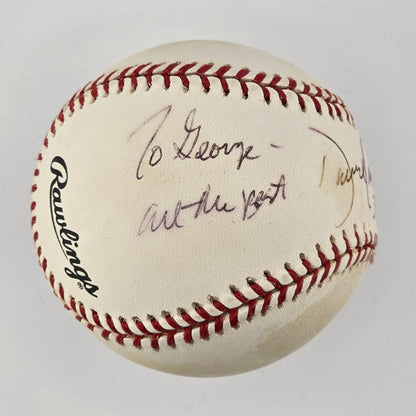 To George -
all the best
Rawlings®